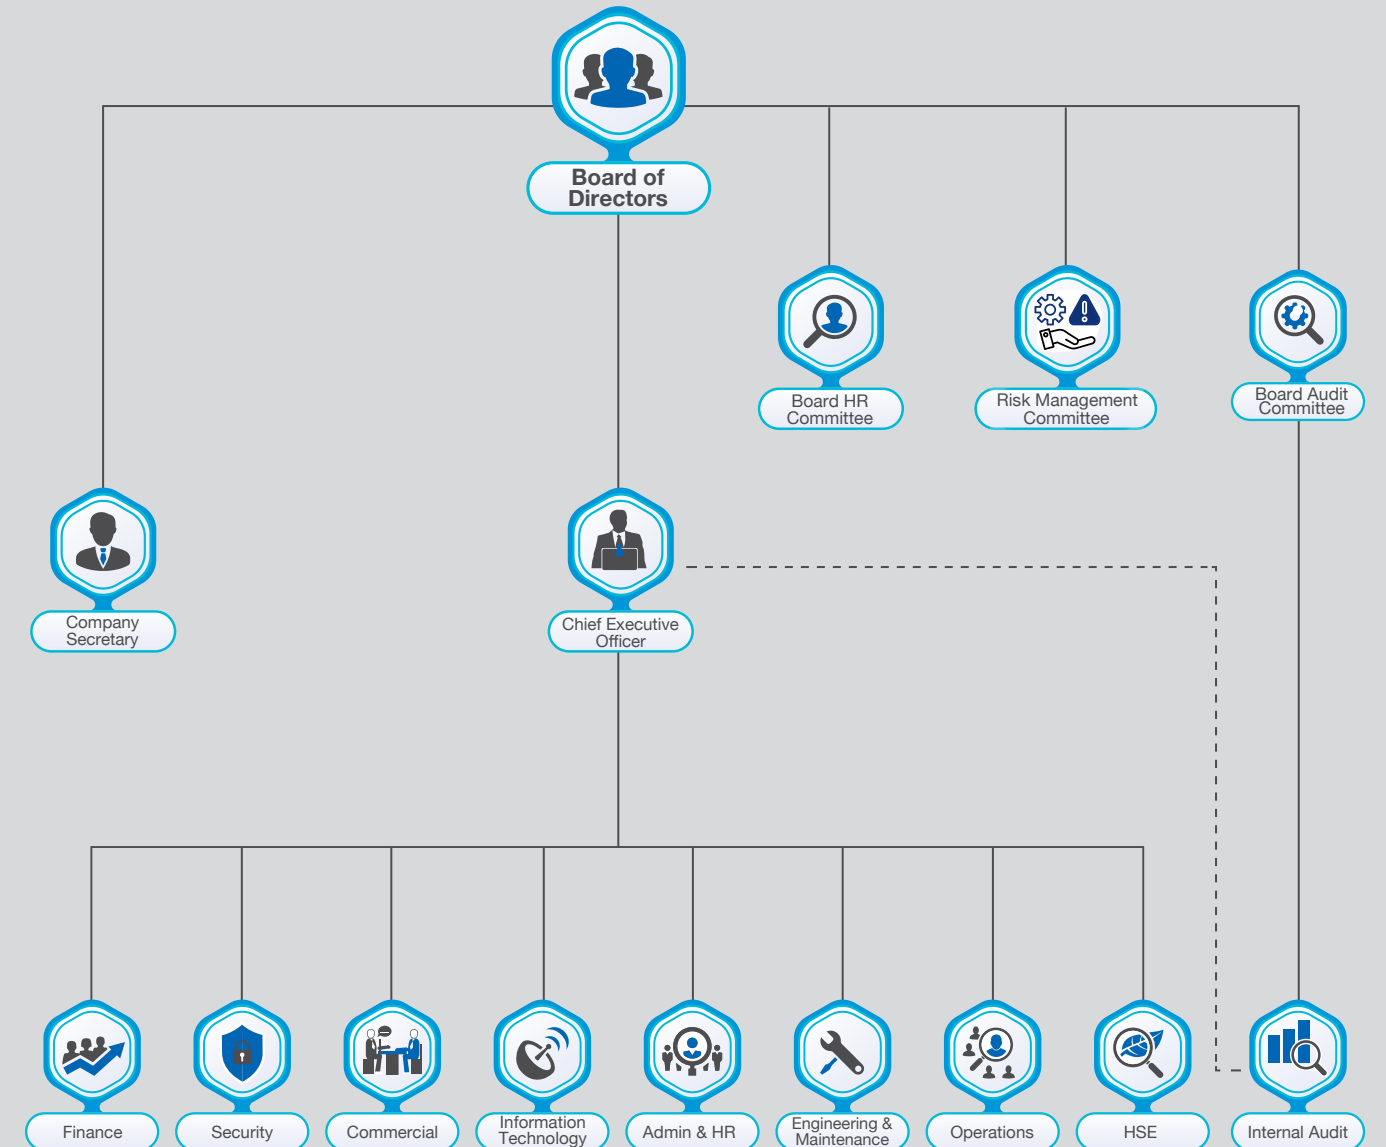 Board of
Directors
Board HR
Committee
Risk Management
Committee
Board Audit
Committee
Company
Secretary
Chief Executive
Officer
Finance
Security
Commercial
Information
Technology
Admin & HR
Engineering &
Maintenance
Operations
HSE
Internal Audit